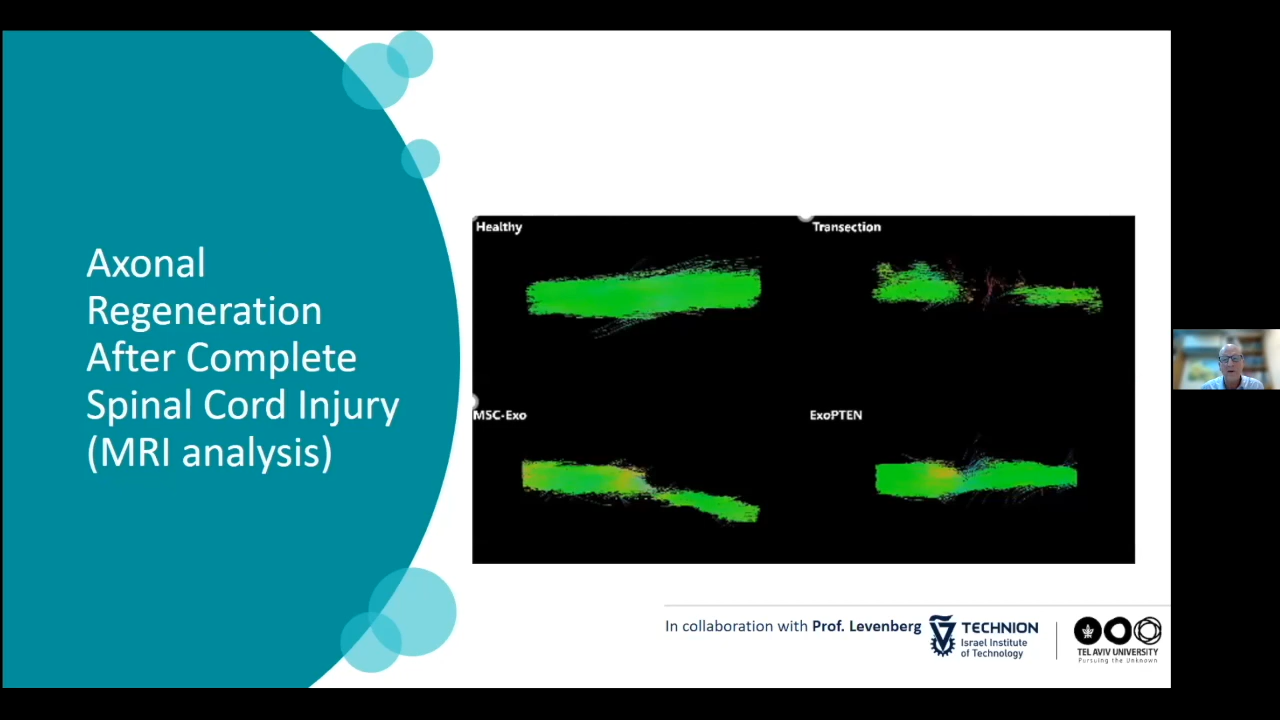 Axonal
Regeneration
After Complete
Spinal Cord Injury
(MRI analysis)
Healthy
Transection
MSC-Exo
ExoPTEN
In collaboration with Prof. Levenberg
TECHNION
Israel Institute
of Technology
TEL AVIV UNIVERSITY
Pursuing the Unknown